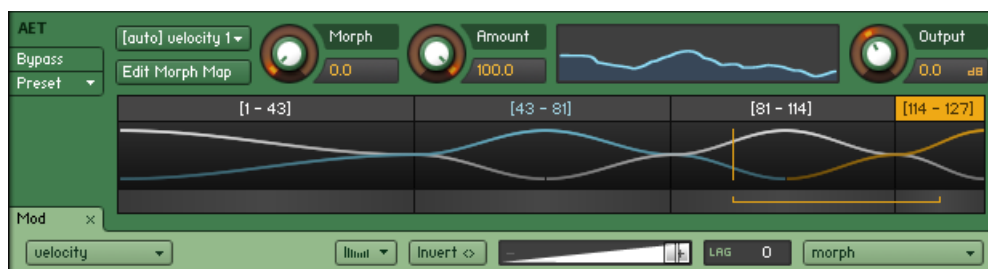 AET
[auto] velocity 1
Morph
Amount
Output
Bypass
Edit Morph Map
0.0
100.0
0.0 dB
Preset
[1 - 43]
[43 - 81]
[81 - 114]
[114 - 127]
Mod ×
velocity
Invert <>
LAG 0
morph